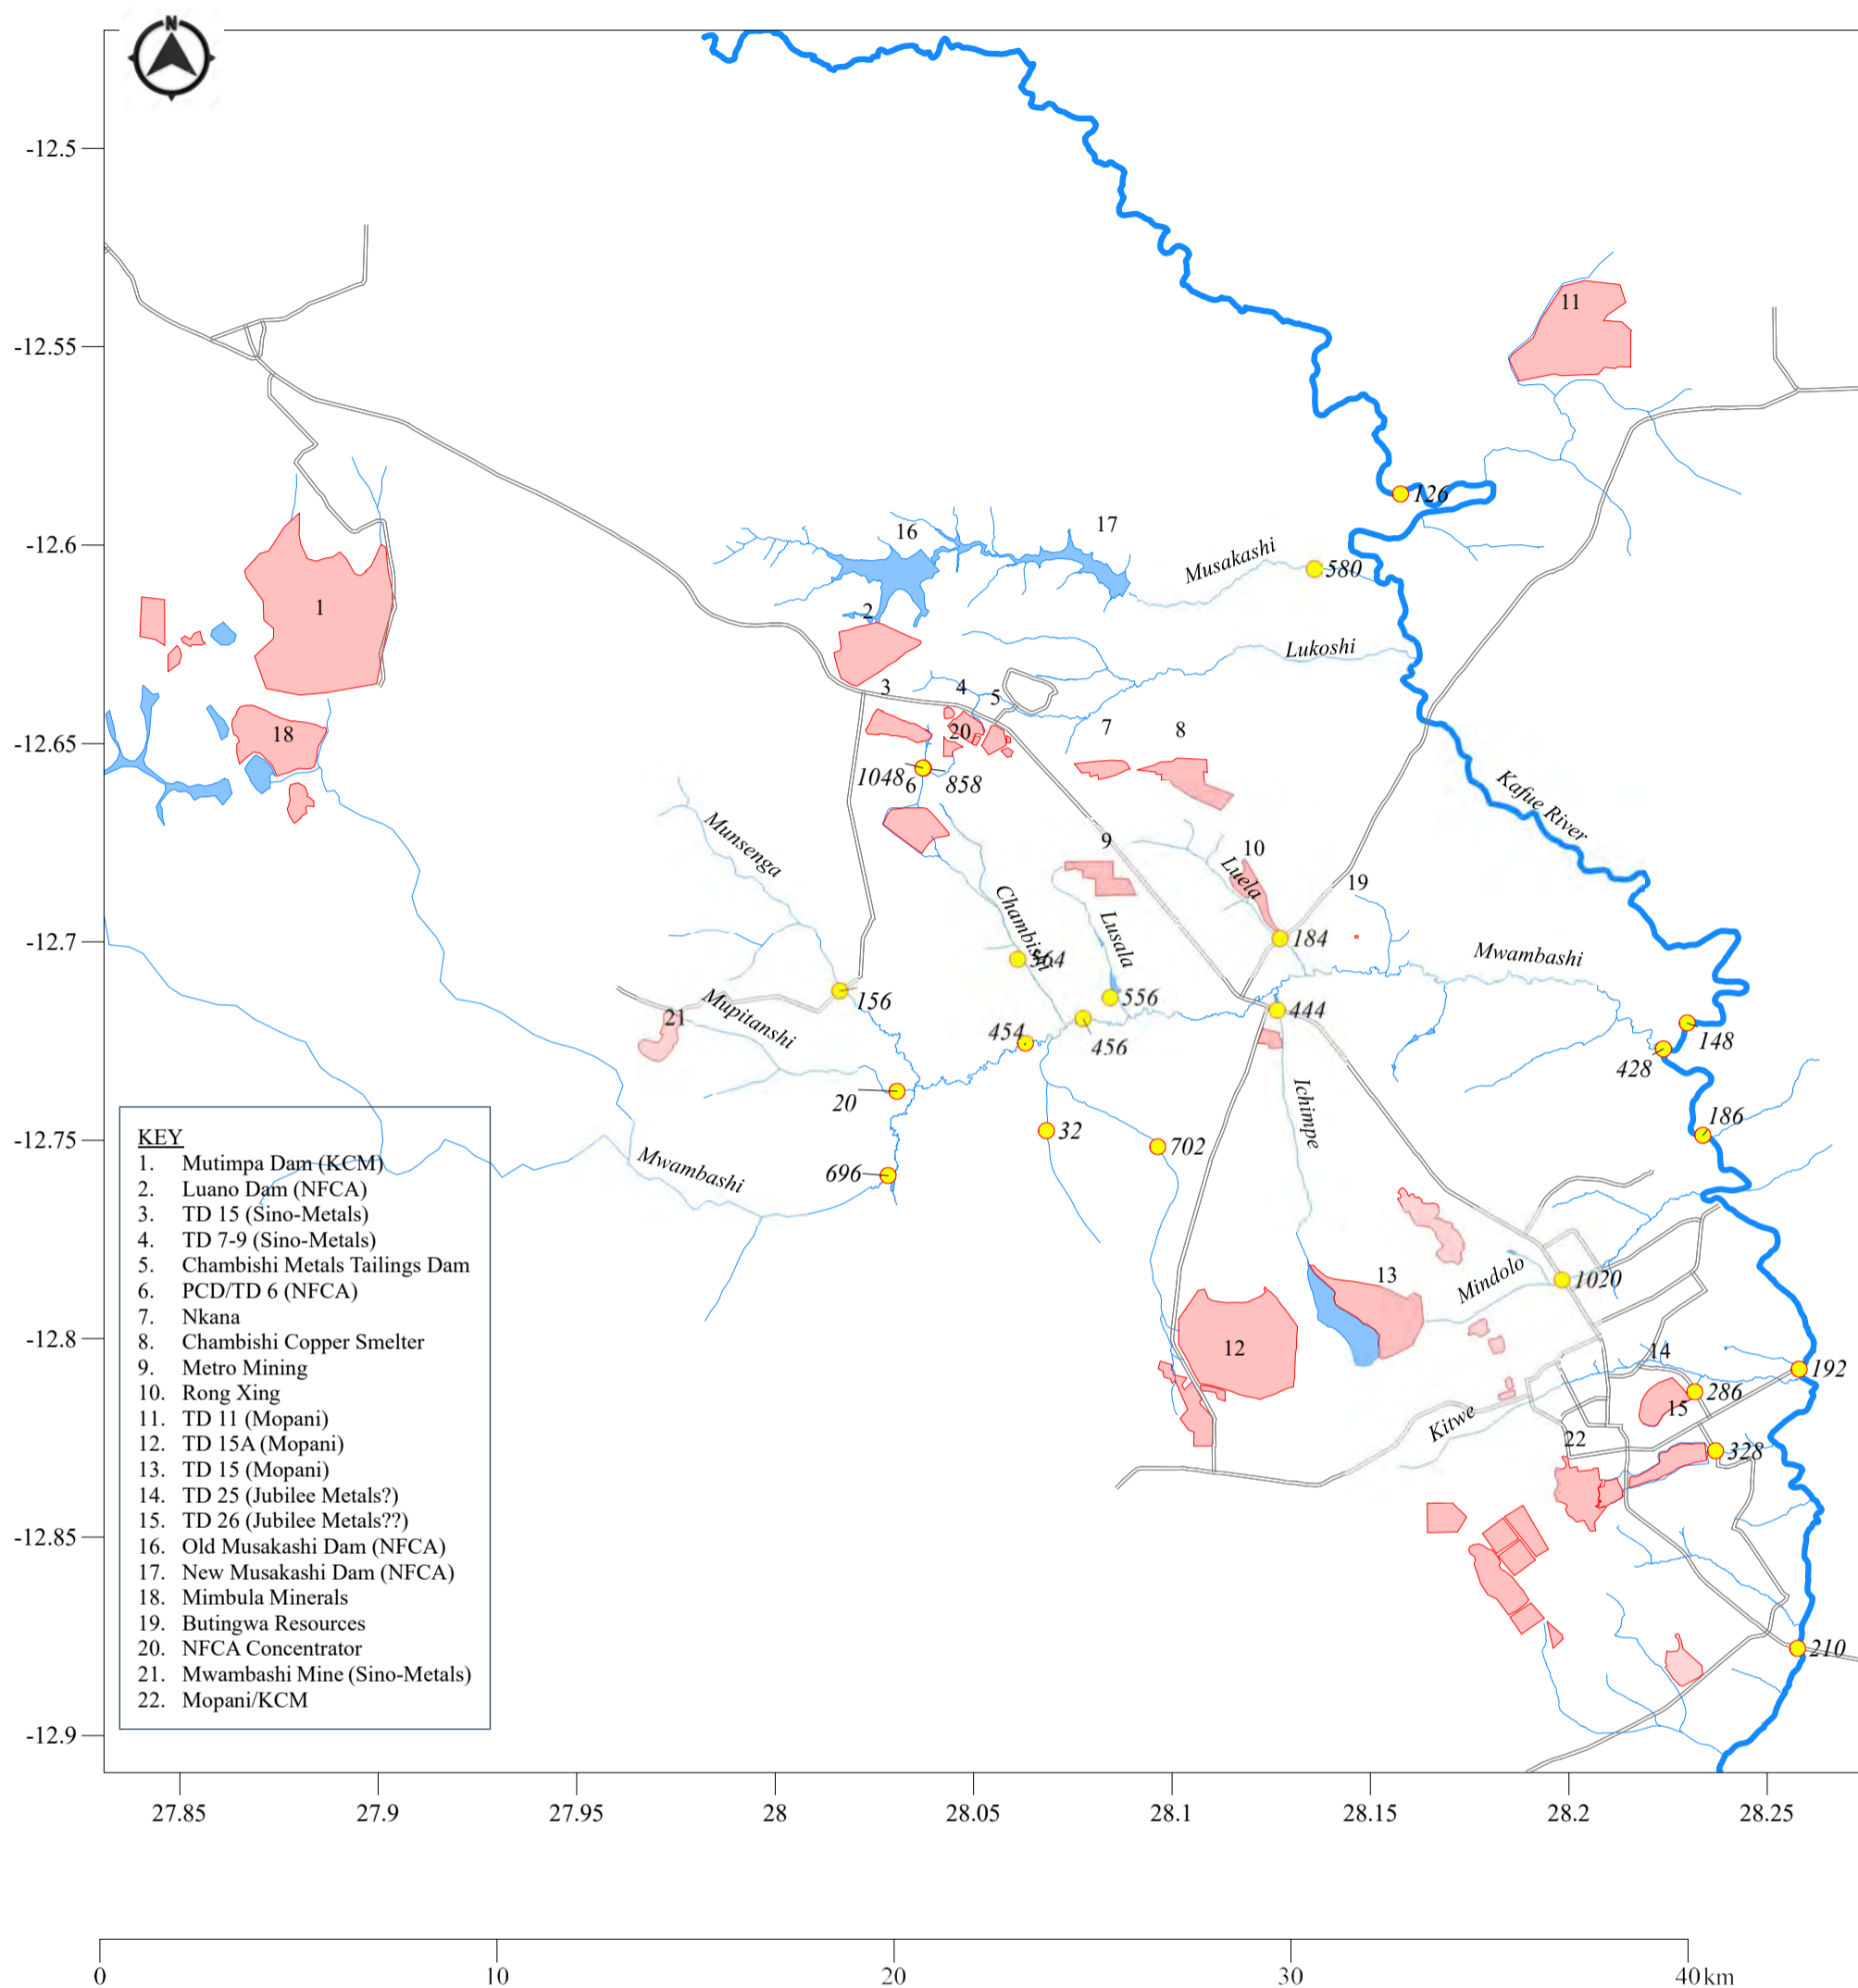 N
-12.5
11
-12.55
126
17
16
-12.6
Musakashi
580
1
2
Lukoshi
3
4
5
7
8
18
20
-12.65
1048
6
858
Kafue River
Munsenga
9
10
Luela
19
Chambishi
Lusala
184
-12.7
Mwambashi
564
156
556
444
Mupitanshi
21
454
456
148
428
20
Ichimpe
186
32
702
-12.75
Mwambashi
696
KEY
1. Mutimpa Dam (KCM)
2. Luano Dam (NFCA)
3. TD 15 (Sino-Metals)
4. TD 7-9 (Sino-Metals)
5. Chambishi Metals Tailings Dam
6. PCD/TD 6 (NFCA)
7. Nkana
8. Chambishi Copper Smelter
9. Metro Mining
10. Rong Xing
11. TD 11 (Mopani)
12. TD 15A (Mopani)
13. TD 15 (Mopani)
14. TD 25 (Jubilee Metals?)
15. TD 26 (Jubilee Metals??)
16. Old Musakashi Dam (NFCA)
17. New Musakashi Dam (NFCA)
18. Mimbula Minerals
19. Butingwa Resources
20. NFCA Concentrator
21. Mwambashi Mine (Sino-Metals)
22. Mopani/KCM
13
Mindolo
1020
-12.8
12
14
192
286
15
Kitwe
22
328
-12.85
210
-12.9
27.85
27.9
27.95
28
28.05
28.1
28.15
28.2
28.25
0
10
20
30
40 km